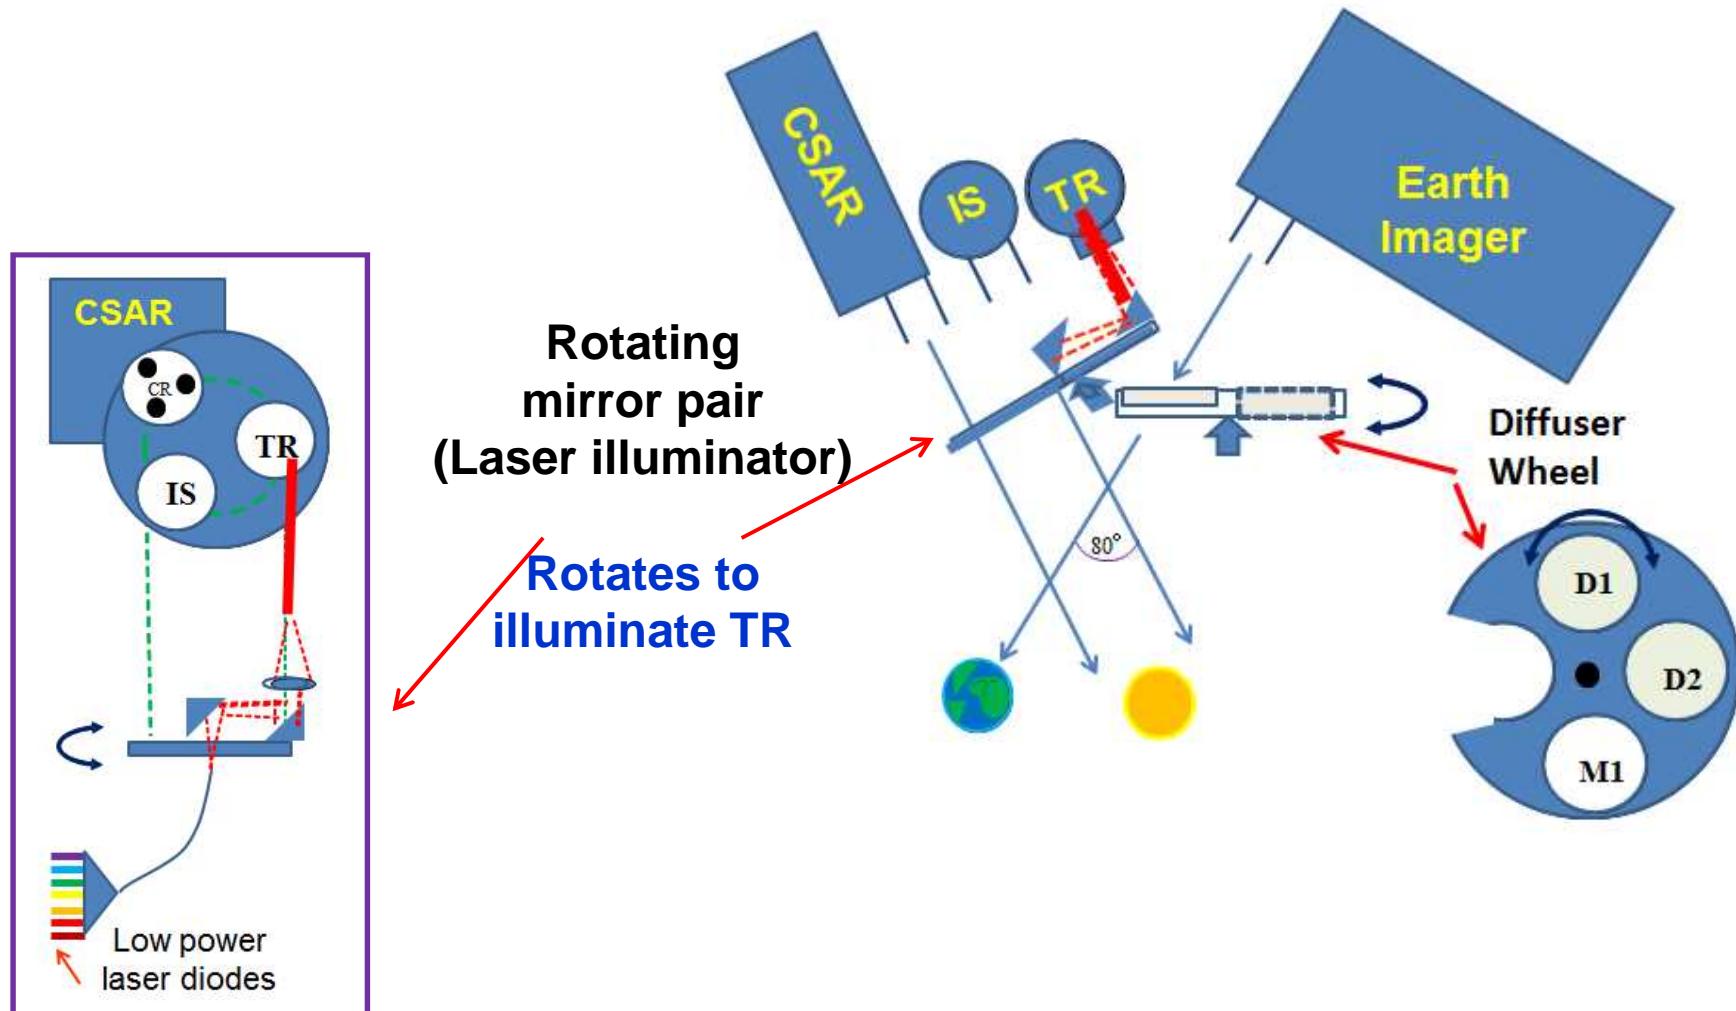 CSAR
CR
TR
IS
Low power
laser diodes
Rotating
mirror pair
(Laser illuminator)
Rotates to
illuminate TR
CSAR
IS
TR
Earth
Imager
80°
Diffuser
Wheel
D1
D2
M1